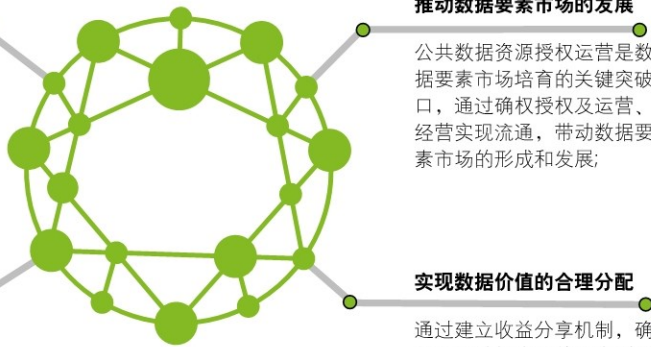 推动数据要素市场的发展
公共数据资源授权运营是数
据要素市场培育的关键突破
口，通过确权授权及运营、
经营实现流通，带动数据要
素市场的形成和发展;
实现数据价值的合理分配
通过建立收益分享机制，确